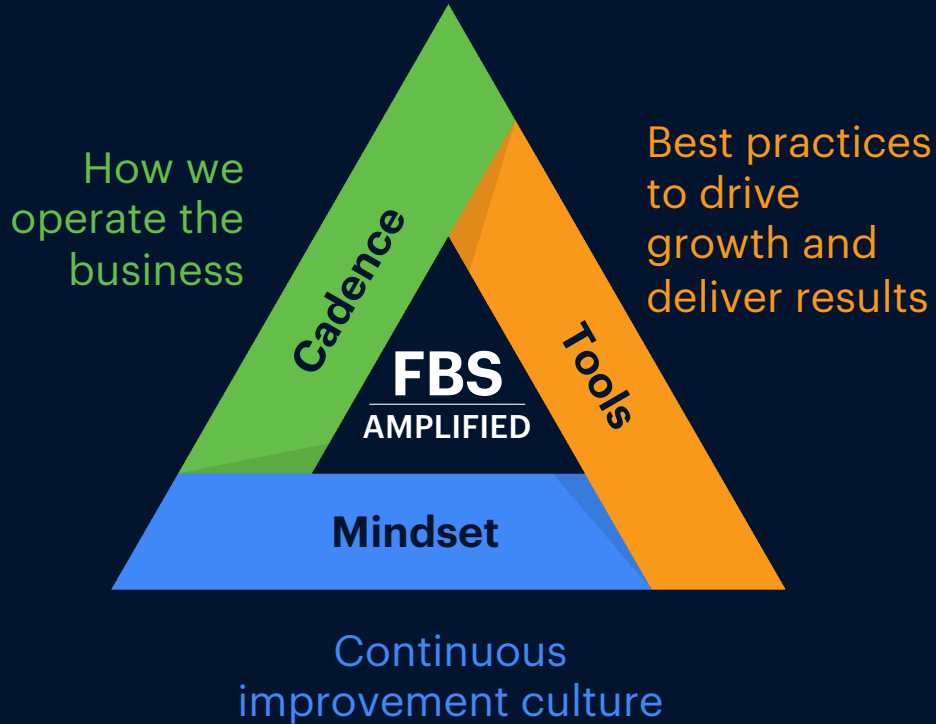 How we
operate the
business
Cadence
Best practices
to drive
growth and
deliver results
Tools
FBS
AMPLIFIED
Mindset
Continuous
improvement culture